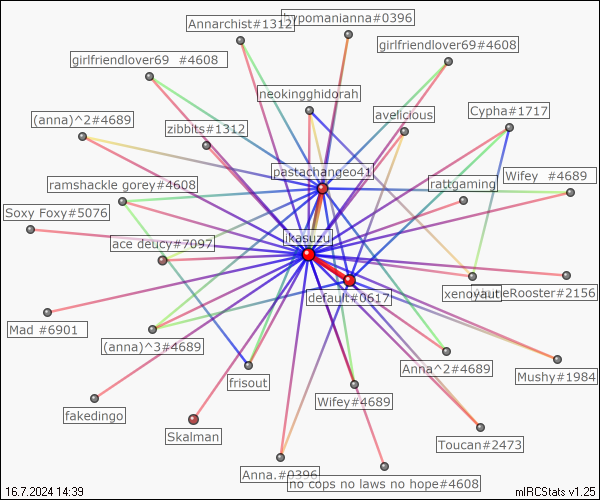 Annarchist#1312
hypomanianna#0396
girlfriendlover69 #4608
girlfriendlover69#4608
neokingghidorah
(anna)^2#4689
zibbits#1312
avelicious
Cypha#1717
pastachangeo41
ramshackle gorey#4608
rattgaming
Wifey #4689
Soxy Foxy#5076
ace deucy#7097
ikasuzu
default#0617
xenonaut
Rooster#2156
Mad #6901
(anna)^3#4689
Anna^2#4689
Mushy#1984
frisout
fakedingo
Wifey#4689
Skalman
Toucan#2473
Anna.#0396
no cops no laws no hope#4608
16.7.2024 14:39
mIRCStats v1.25